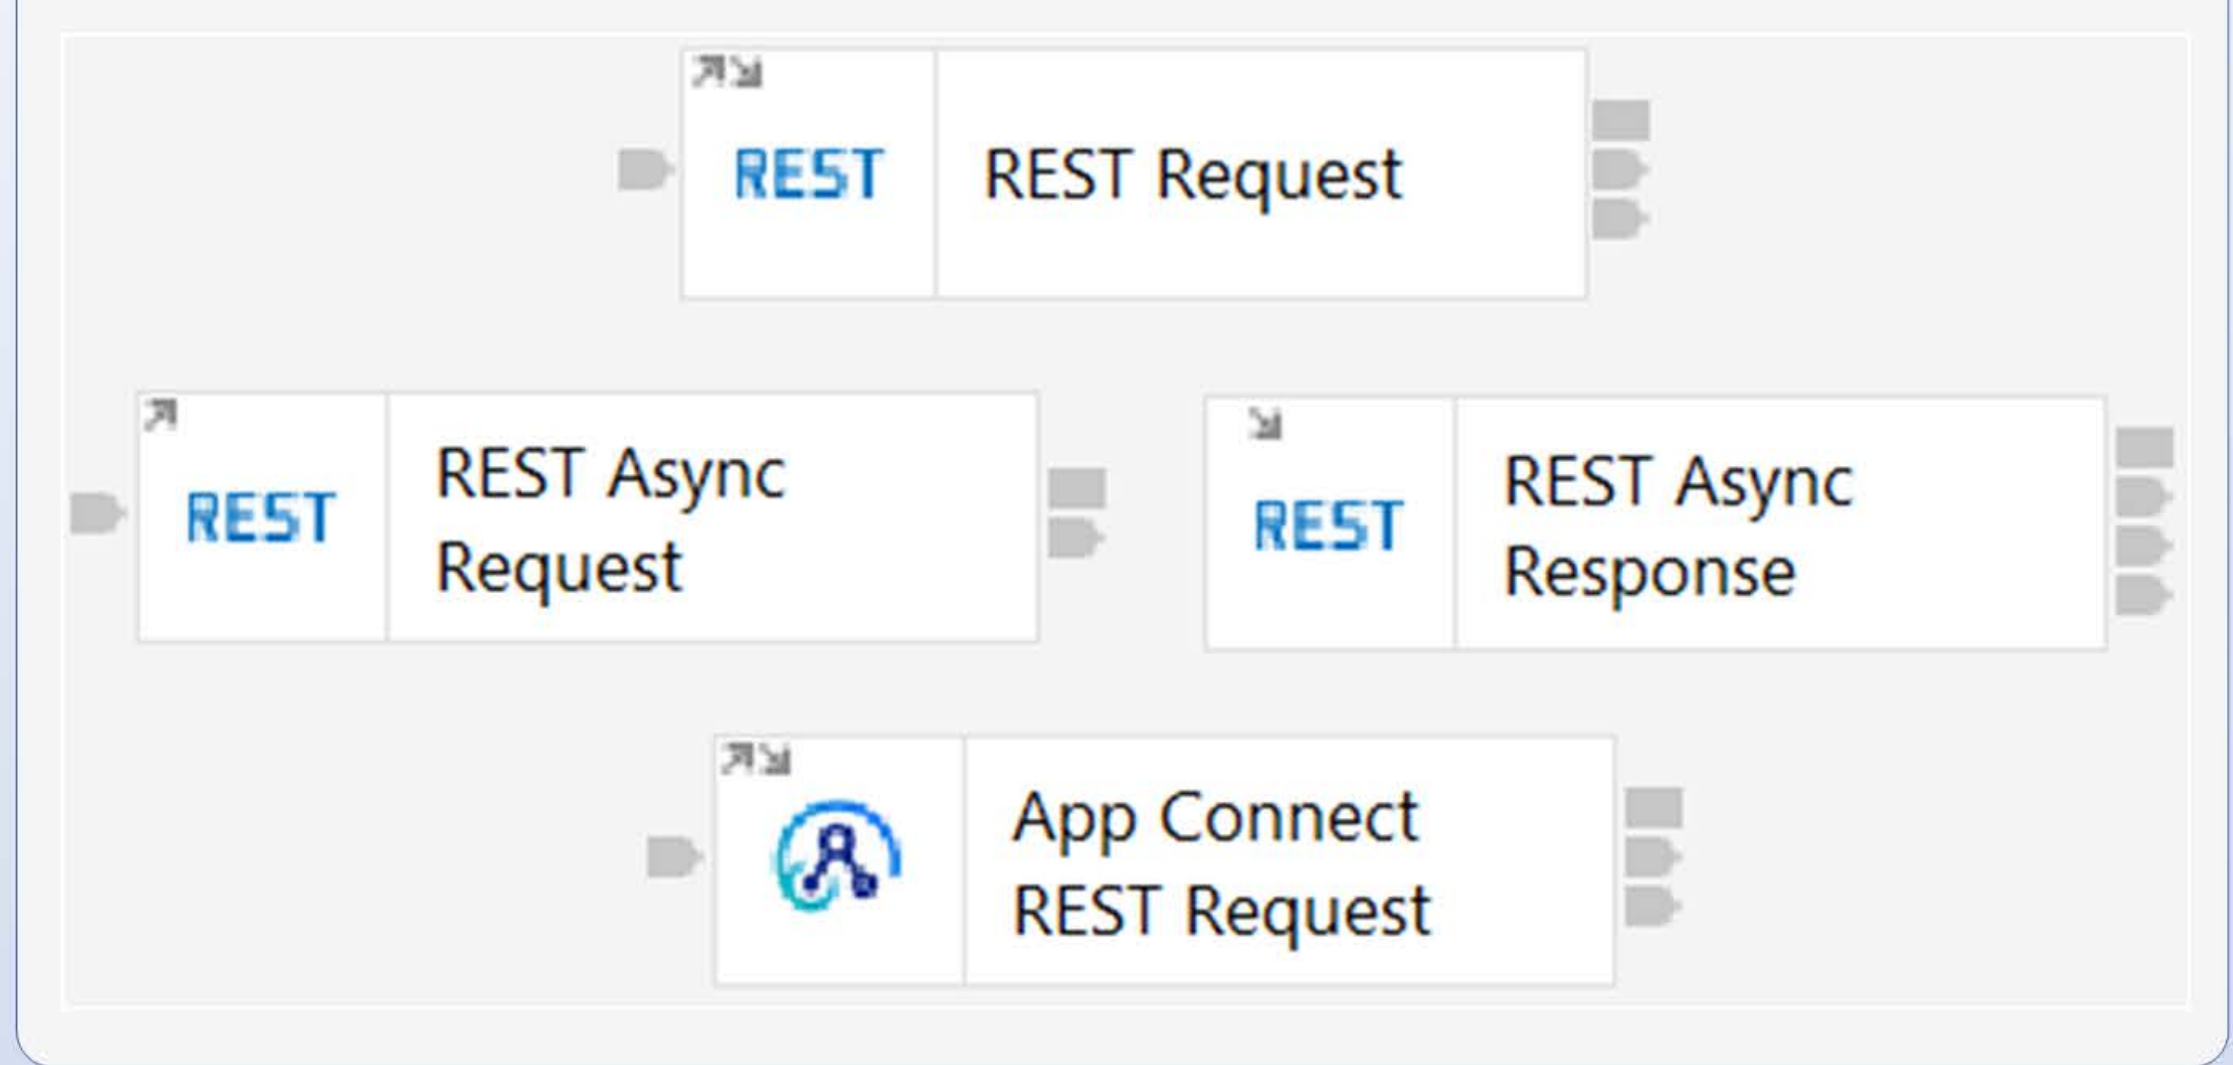 REST
REST Request
REST
REST Async
Request
REST
REST Async
Response
App Connect
REST Request